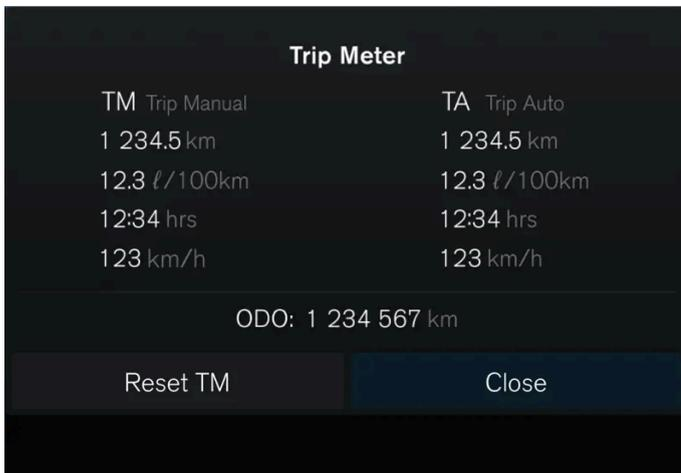 Trip Meter
TM Trip Manual
1 234.5 km
12.3 ℓ/100km
12:34 hrs
123 km/h
TA Trip Auto
1 234.5 km
12.3 ℓ/100km
12:34 hrs
123 km/h
ODO: 1 234 567 km
Reset TM
Close